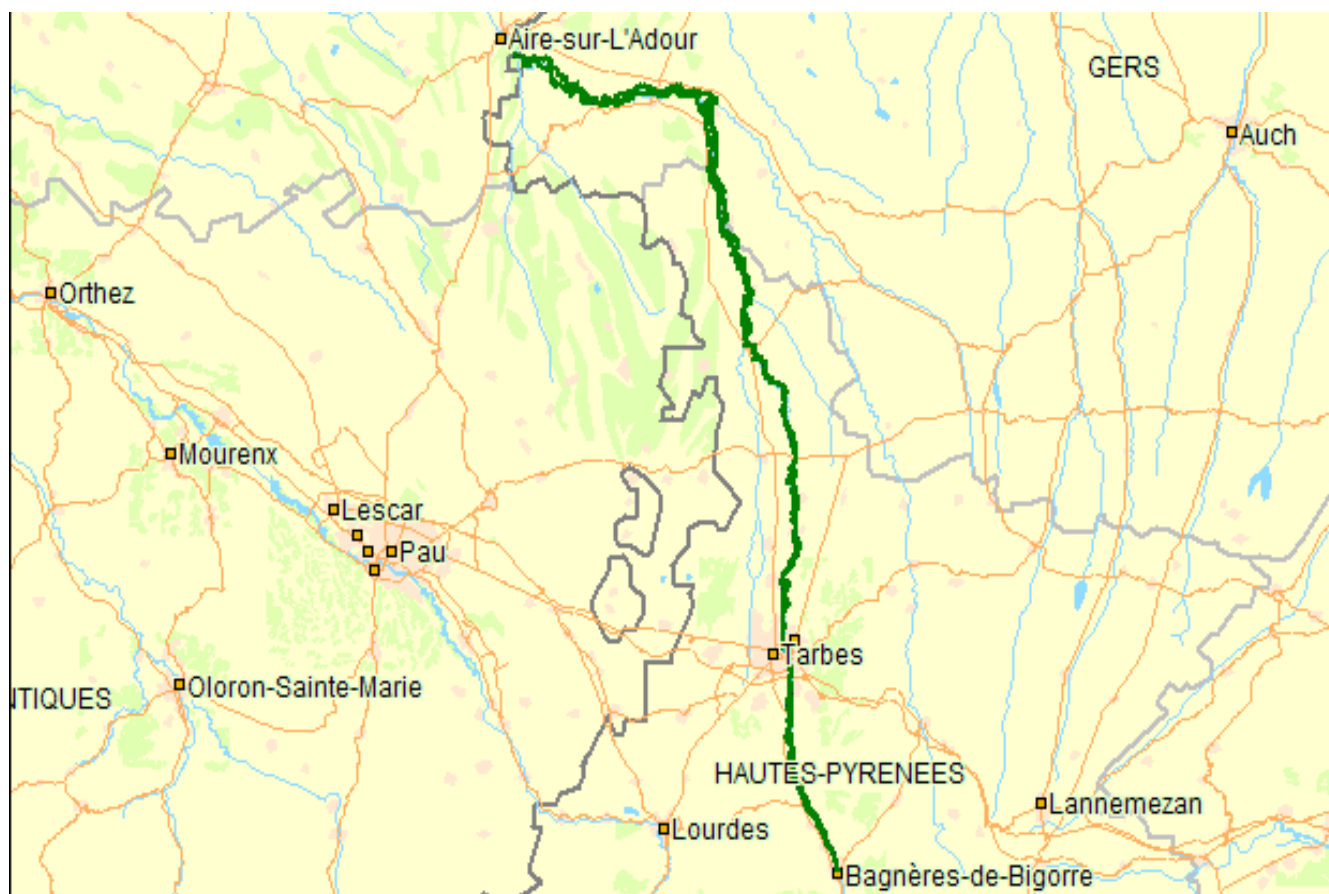 Aire-sur-L'Adour
GERS
Auch
Orthez
Mourenx
Lescar
Pau
Tarbes
Oloron-Sainte-Marie
NTIQUES
HAUTES-PYRENEES
Lannemezan
Lourdes
Bagnères-de-Bigorre